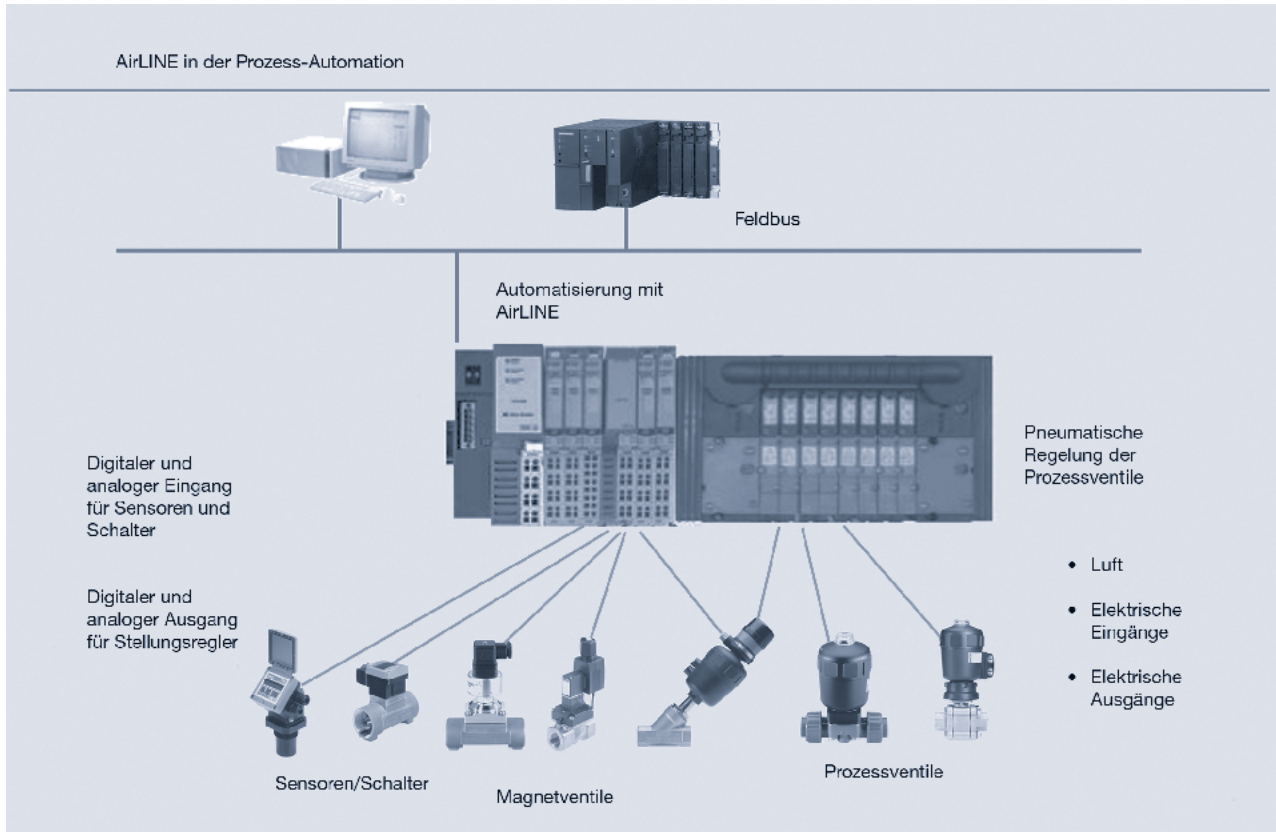 AirLINE in der Prozess-Automation
Feldbus
Automatisierung mit
AirLINE
Pneumatische
Regelung der
Prozessventile
Digitaler und
analoger Eingang
für Sensoren und
Schalter
Digitaler und
analoger Ausgang
für Stellungsregler
• Luft
• Elektrische
Eingänge
• Elektrische
Ausgänge
Sensoren/Schalter
Magnetventile
Prozessventile